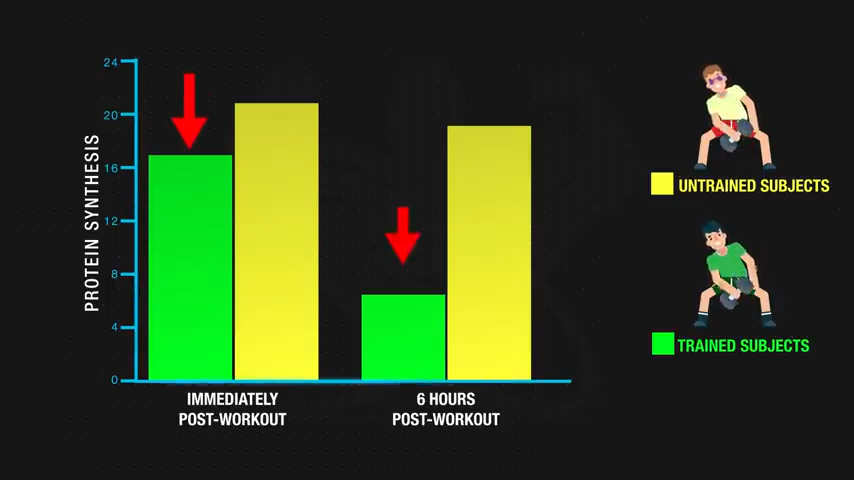 24
20
16
12
8
4
0
PROTEIN SYNTHESIS
IMMEDIATELY
POST-WORKOUT
6 HOURS
POST-WORKOUT
UNTRAINED SUBJECTS
TRAINED SUBJECTS